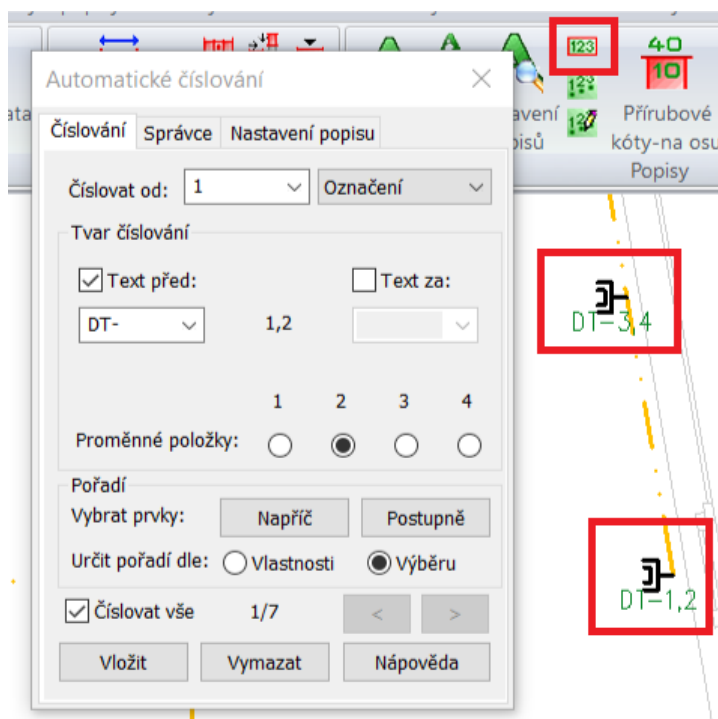 123
40
10
ata
avení
pisů
Přírubové
kóty-na osu
Popisy
Automatické číslování
Číslování Správce Nastavení popisu
Číslovat od: 1 Označení
Tvar číslování
Text před: Text za:
DT- 1,2
1 2 3 4
Proměnné položky:
Pořadí
Vybrat prvky: Napříč Postupně
Určit pořadí dle: Vlastnosti Výběru
Číslovat vše 1/7 < >
Vložit Vymazat Nápověda
DT-3,4
DT-1,2